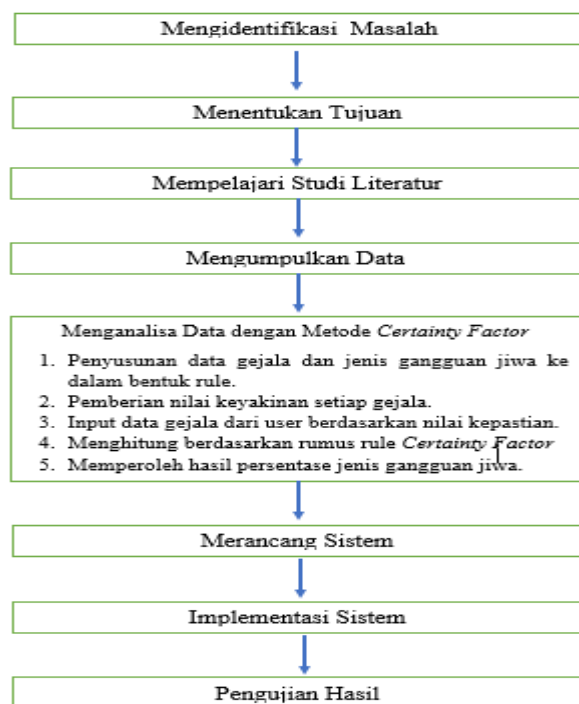 Mengidentifikasi Masalah
Menentukan Tujuan
Mempelajari Studi Literatur
Mengumpulkan Data
Menganalisa Data dengan Metode Certainty Factor
1. Penyusunan data gejala dan jenis gangguan jiwa ke
dalam bentuk rule.
2. Pemberian nilai keyakinan setiap gejala.
3. Input data gejala dari user berdasarkan nilai kepastian.
4. Menghitung berdasarkan rumus rule Certainty Factor
5. Memperoleh hasil persentase jenis gangguan jiwa.
Merancang Sistem
Implementasi Sistem
Pengujian Hasil